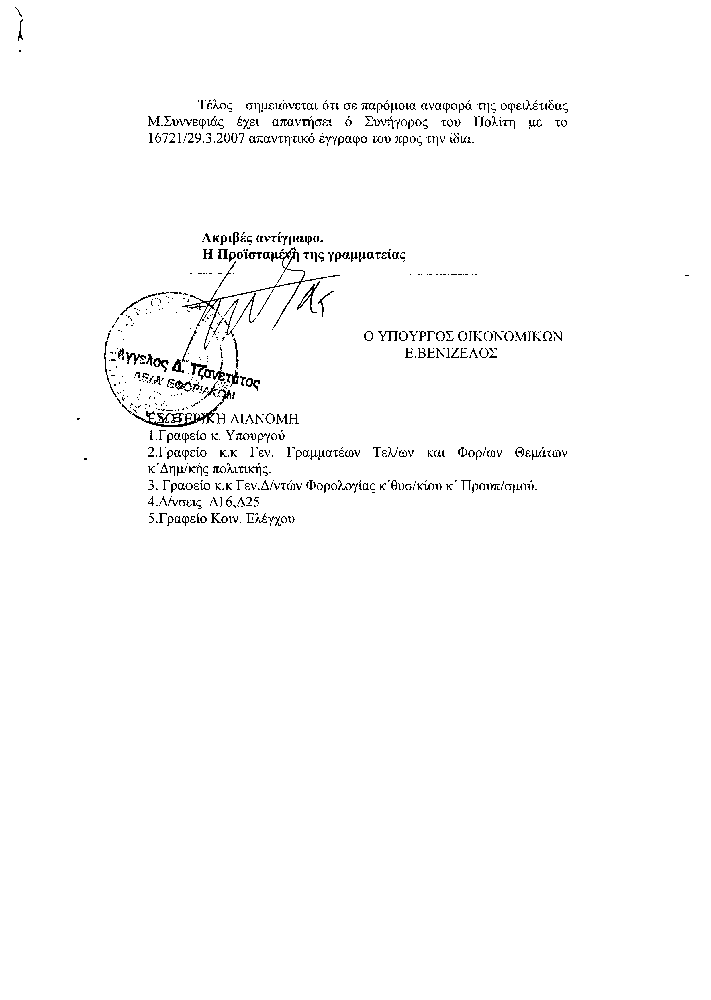 Τέλος σημειώνεται ότι σε παρόμοια αναφορά της οφειλέτιδας
Μ.Συννεφιάς έχει απαντήσει ό Συνήγορος του Πολίτη με το
16721/29.3.2007 απαντητικό έγγραφο του προς την ίδια.
Ακριβές αντίγραφο.
Η Προϊσταμένη της γραμματείας
Ο ΥΠΟΥΡΓΟΣ ΟΙΚΟΝΟΜΙΚΩΝ
Ε.ΒΕΝΙΖΕΛΟΣ
Αγγελος Δ. Τζανετάτος
ΕΦΟΡΙΑΚΩΝ
ΕΣΩΤΕΡΙΚΗ ΔΙΑΝΟΜΗ
1.Γραφείο κ. Υπουργού
2.Γραφείο κ.κ Γεν. Γραμματέων Τελ/ων και Φορ/ων Θεμάτων
κ΄Δημ/κής πολιτικής.
3. Γραφείο κ.κ Γεν.Δ/ντών Φορολογίας κ΄θυσ/κίου κ΄ Προυπ/σμού.
4.Δ/νσεις Δ16,Δ25
5.Γραφείο Κοιν. Ελέγχου